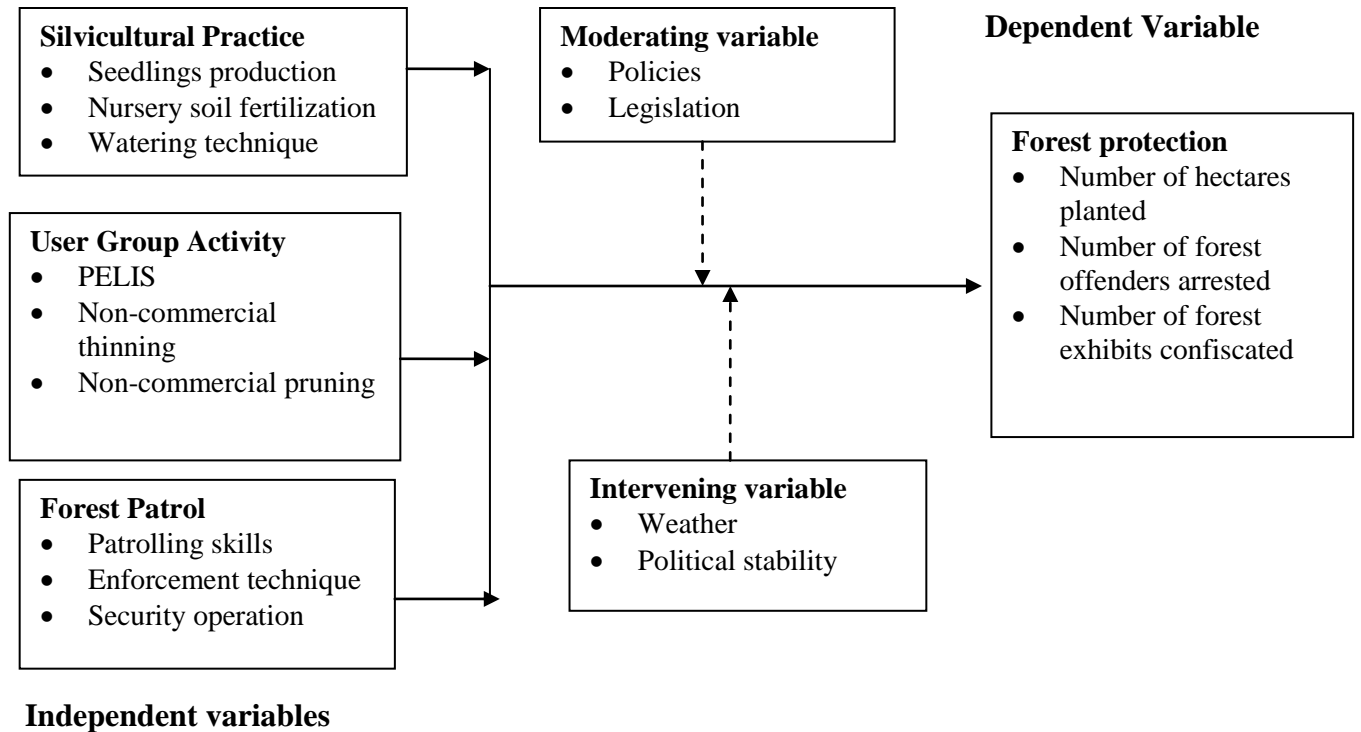 Silvicultural Practice
• Seedlings production
• Nursery soil fertilization
• Watering technique
User Group Activity
• PELIS
• Non-commercial
thinning
• Non-commercial pruning
Forest Patrol
• Patrolling skills
• Enforcement technique
• Security operation
Independent variables
Moderating variable
• Policies
• Legislation
Intervening variable
• Weather
• Political stability
Dependent Variable
Forest protection
• Number of hectares
planted
• Number of forest
offenders arrested
• Number of forest
exhibits confiscated